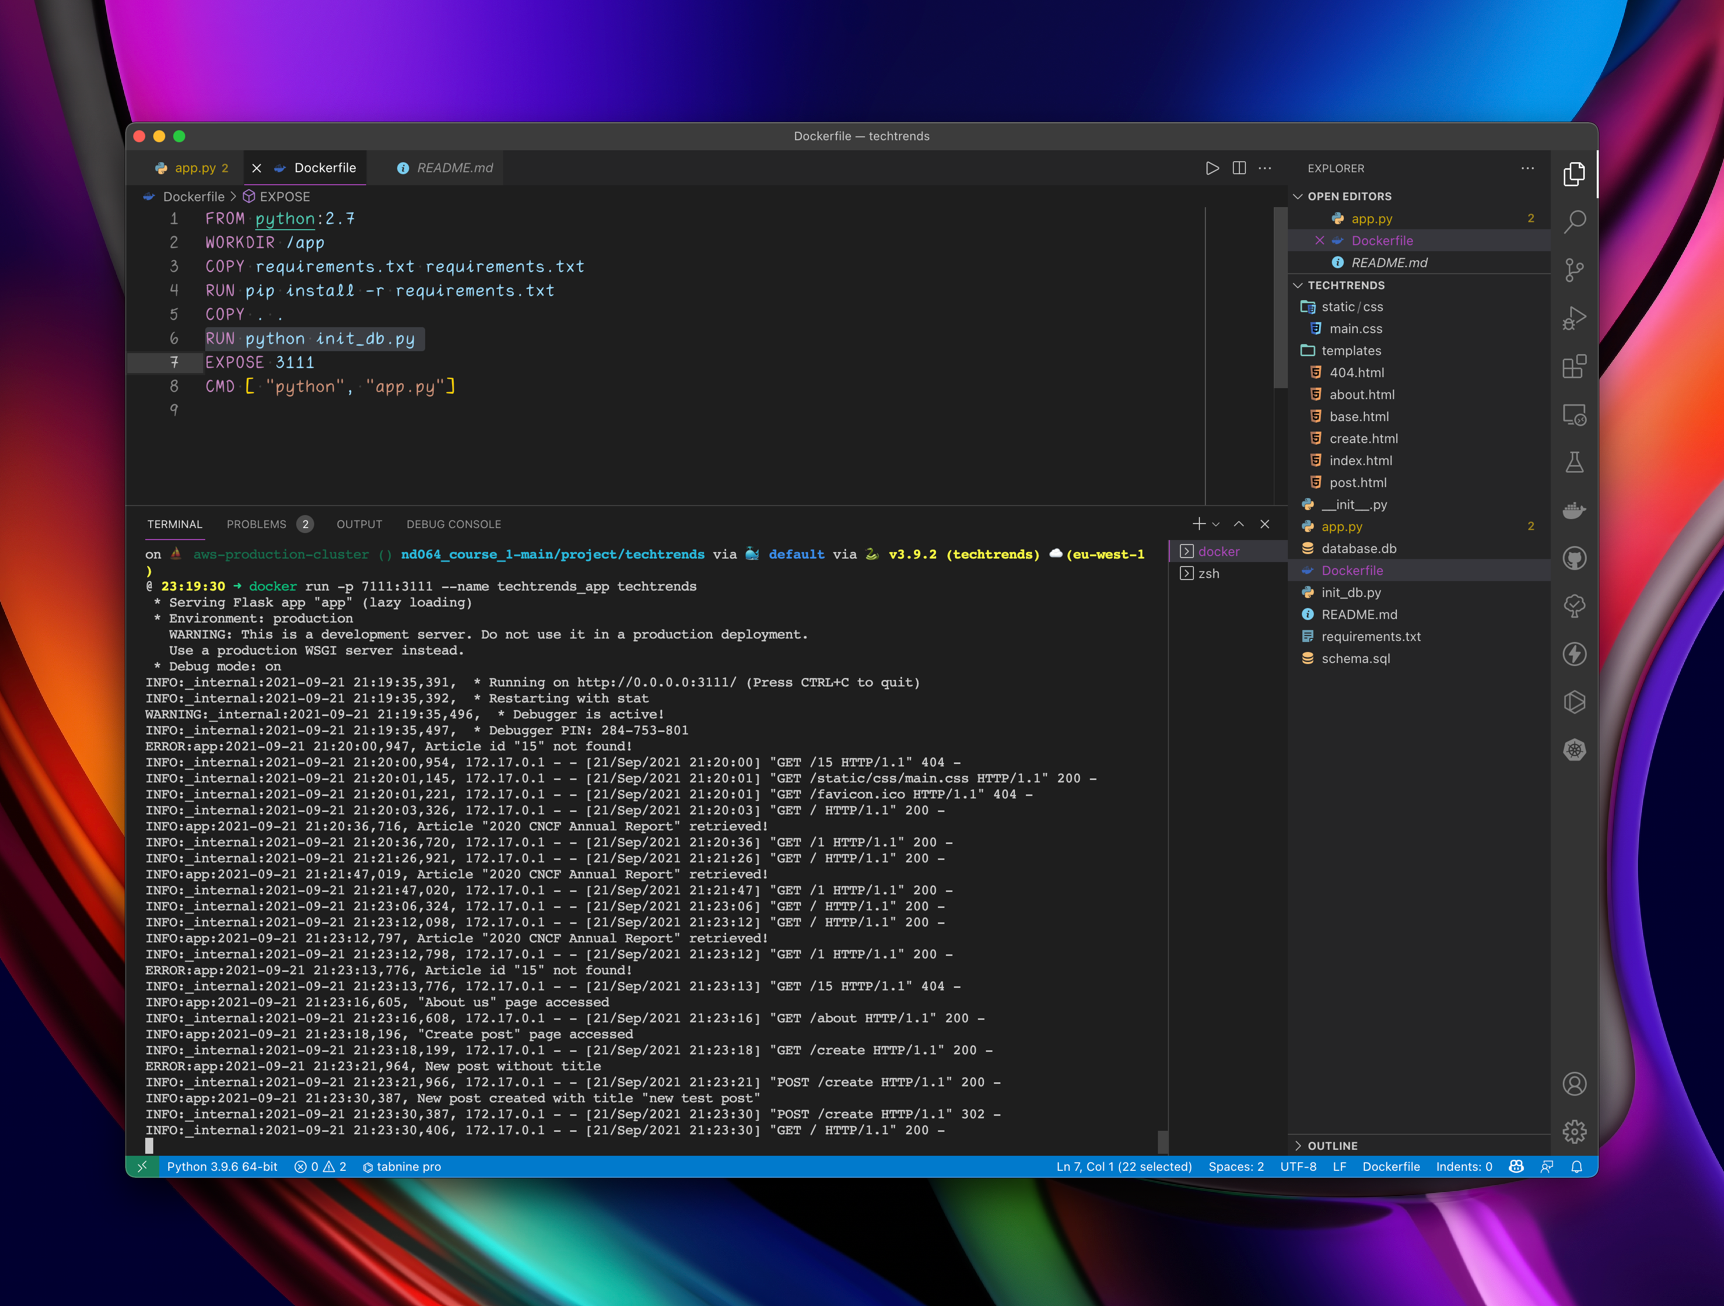 Dockerfile — techtrends
app.py 2
Dockerfile
README.md
Dockerfile > EXPOSE
1 FROM python:2.7
2 WORKDIR /app
3 COPY requirements.txt requirements.txt
4 RUN pip install -r requirements.txt
5 COPY . .
6 RUN python init_db.py
7 EXPOSE 3111
8 CMD [ "python", "app.py"]
9
TERMINAL PROBLEMS 2 OUTPUT DEBUG CONSOLE
on aws-production-cluster () nd064_course_1-main/project/techtrends via default via v3.9.2 (techtrends) (eu-west-1
)
@ 23:19:30 → docker run -p 7111:3111 --name techtrends_app techtrends
* Serving Flask app "app" (lazy loading)
* Environment: production
WARNING: This is a development server. Do not use it in a production deployment.
Use a production WSGI server instead.
* Debug mode: on
INFO:_internal:2021-09-21 21:19:35,391,  * Running on http://0.0.0.0:3111/ (Press CTRL+C to quit)
INFO:_internal:2021-09-21 21:19:35,392,  * Restarting with stat
WARNING:_internal:2021-09-21 21:19:35,496,  * Debugger is active!
INFO:_internal:2021-09-21 21:19:35,497,  * Debugger PIN: 284-753-801
ERROR:app:2021-09-21 21:20:00,947, Article id "15" not found!
INFO:_internal:2021-09-21 21:20:00,954, 172.17.0.1 - - [21/Sep/2021 21:20:00] "GET /15 HTTP/1.1" 404 -
INFO:_internal:2021-09-21 21:20:01,145, 172.17.0.1 - - [21/Sep/2021 21:20:01] "GET /static/css/main.css HTTP/1.1" 200 -
INFO:_internal:2021-09-21 21:20:01,221, 172.17.0.1 - - [21/Sep/2021 21:20:01] "GET /favicon.ico HTTP/1.1" 404 -
INFO:_internal:2021-09-21 21:20:03,326, 172.17.0.1 - - [21/Sep/2021 21:20:03] "GET / HTTP/1.1" 200 -
INFO:app:2021-09-21 21:20:36,716, Article "2020 CNCF Annual Report" retrieved!
INFO:_internal:2021-09-21 21:20:36,720, 172.17.0.1 - - [21/Sep/2021 21:20:36] "GET /1 HTTP/1.1" 200 -
INFO:_internal:2021-09-21 21:21:26,921, 172.17.0.1 - - [21/Sep/2021 21:21:26] "GET / HTTP/1.1" 200 -
INFO:app:2021-09-21 21:21:47,019, Article "2020 CNCF Annual Report" retrieved!
INFO:_internal:2021-09-21 21:21:47,020, 172.17.0.1 - - [21/Sep/2021 21:21:47] "GET /1 HTTP/1.1" 200 -
INFO:_internal:2021-09-21 21:23:06,324, 172.17.0.1 - - [21/Sep/2021 21:23:06] "GET / HTTP/1.1" 200 -
INFO:_internal:2021-09-21 21:23:12,098, 172.17.0.1 - - [21/Sep/2021 21:23:12] "GET / HTTP/1.1" 200 -
INFO:app:2021-09-21 21:23:12,797, Article "2020 CNCF Annual Report" retrieved!
INFO:_internal:2021-09-21 21:23:12,798, 172.17.0.1 - - [21/Sep/2021 21:23:12] "GET /1 HTTP/1.1" 200 -
ERROR:app:2021-09-21 21:23:13,776, Article id "15" not found!
INFO:_internal:2021-09-21 21:23:13,776, 172.17.0.1 - - [21/Sep/2021 21:23:13] "GET /15 HTTP/1.1" 404 -
INFO:app:2021-09-21 21:23:16,605, "About us" page accessed
INFO:_internal:2021-09-21 21:23:16,608, 172.17.0.1 - - [21/Sep/2021 21:23:16] "GET /about HTTP/1.1" 200 -
INFO:app:2021-09-21 21:23:18,196, "Create post" page accessed
INFO:_internal:2021-09-21 21:23:18,199, 172.17.0.1 - - [21/Sep/2021 21:23:18] "GET /create HTTP/1.1" 200 -
ERROR:app:2021-09-21 21:23:21,964, New post without title
INFO:_internal:2021-09-21 21:23:21,966, 172.17.0.1 - - [21/Sep/2021 21:23:21] "POST /create HTTP/1.1" 200 -
INFO:app:2021-09-21 21:23:30,387, New post created with title "new test post"
INFO:_internal:2021-09-21 21:23:30,387, 172.17.0.1 - - [21/Sep/2021 21:23:30] "POST /create HTTP/1.1" 302 -
INFO:_internal:2021-09-21 21:23:30,406, 172.17.0.1 - - [21/Sep/2021 21:23:30] "GET / HTTP/1.1" 200 -
docker
zsh
EXPLORER
OPEN EDITORS
app.py 2
Dockerfile
README.md
TECHTRENDS
static / css
main.css
templates
404.html
about.html
base.html
create.html
index.html
post.html
__init__.py
app.py 2
database.db
Dockerfile
init_db.py
README.md
requirements.txt
schema.sql
OUTLINE
Python 3.9.6 64-bit 0 2 tabnine pro
Ln 7, Col 1 (22 selected) Spaces: 2 UTF-8 LF Dockerfile Indents: 0